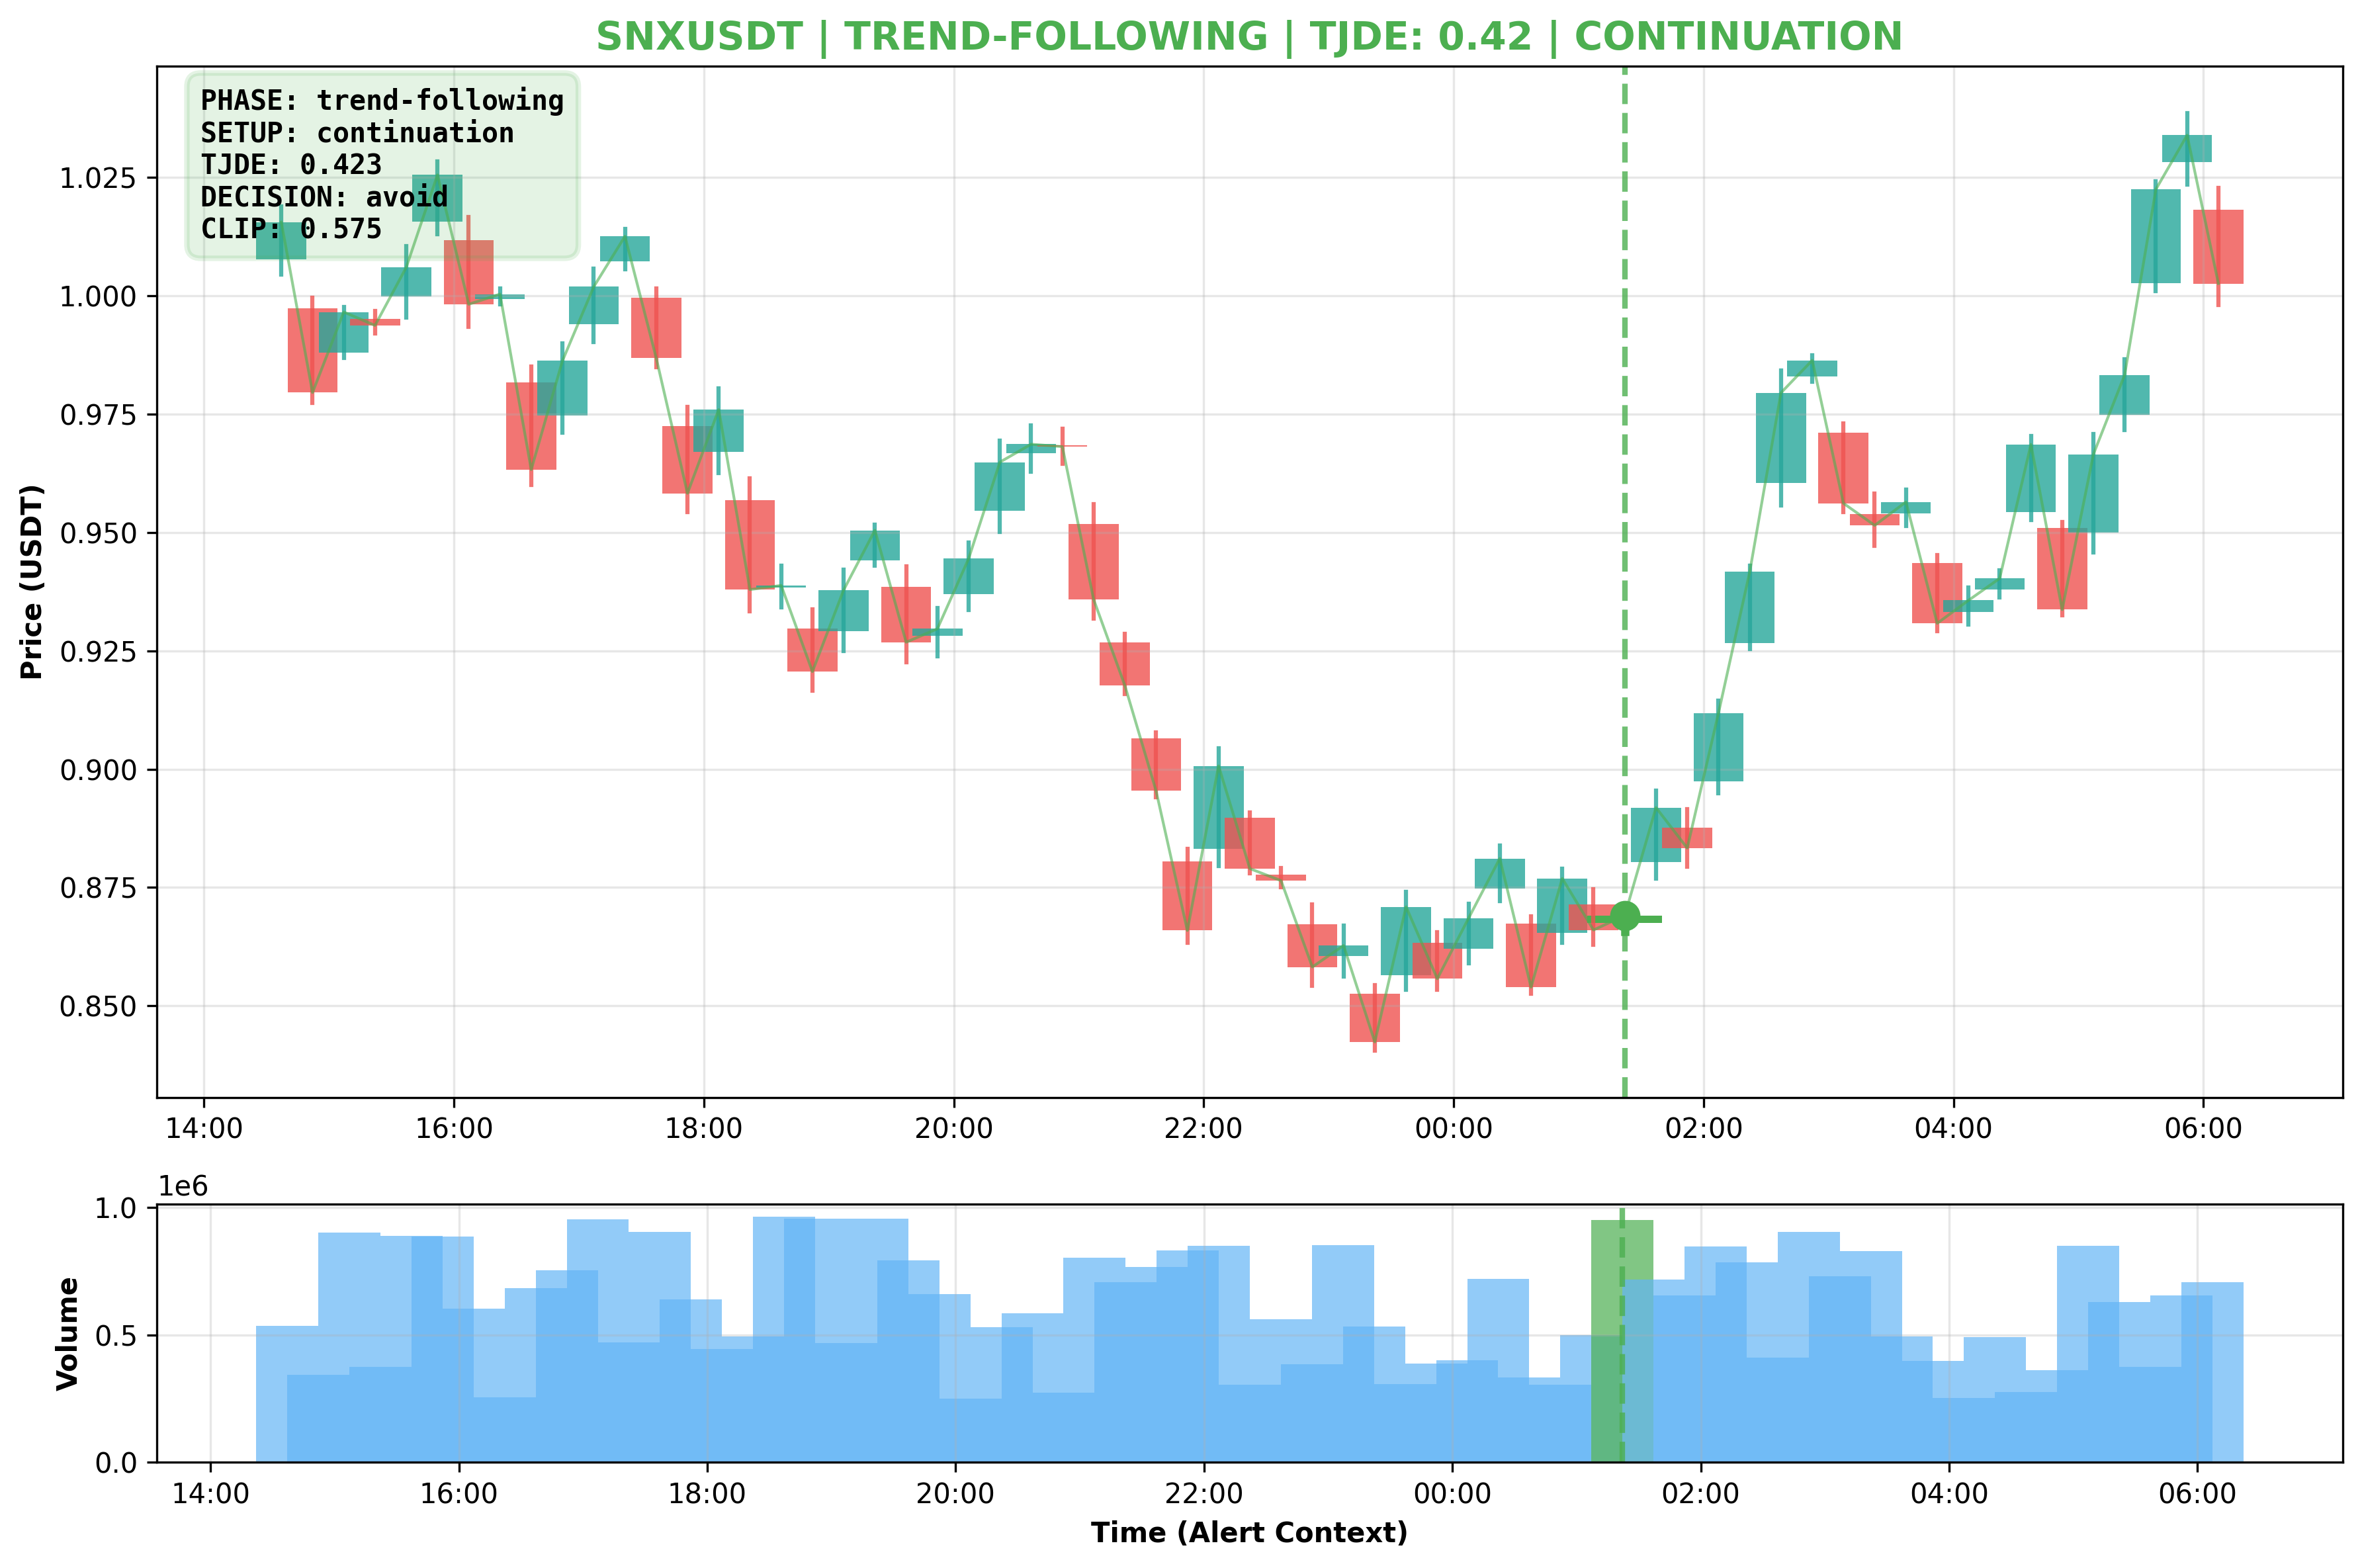 SNXUSDT | TREND-FOLLOWING | TJDE: 0.42 | CONTINUATION
PHASE: trend-following
SETUP: continuation
TJDE: 0.423
DECISION: avoid
CLIP: 0.575
Price (USDT)
1.025
1.000
0.975
0.950
0.925
0.900
0.875
0.850
14:00 16:00 18:00 20:00 22:00 00:00 02:00 04:00 06:00
1e6
Volume
1.0
0.5
0.0
14:00 16:00 18:00 20:00 22:00 00:00 02:00 04:00 06:00
Time (Alert Context)